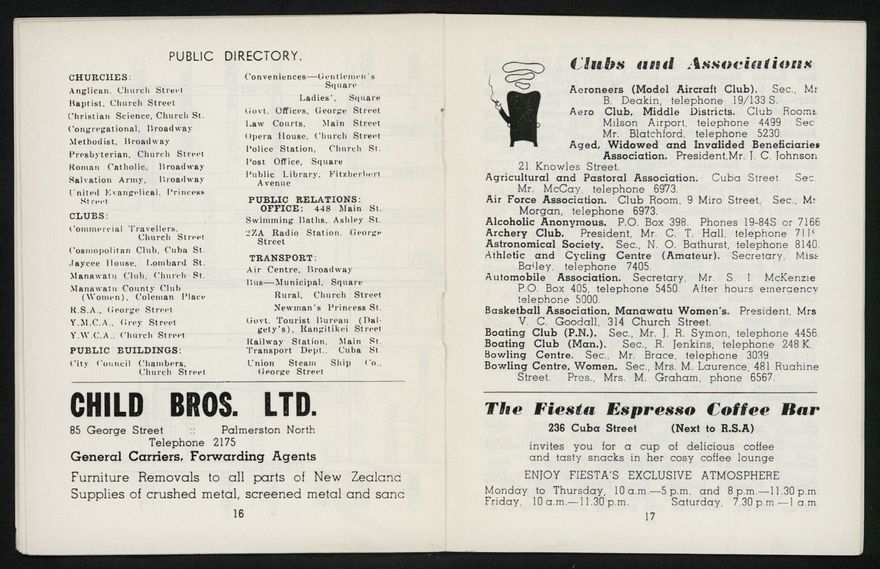 PUBLIC DIRECTORY.
CHURCHES:
Anglican, Church Street
Baptist, Church Street
Christian Science, Church St.
Congregational, Broadway
Methodist, Broadway
Presbyterian, Church Street
Roman Catholic, Broadway
Salvation Army, Broadway
United Evangelical, Princess
Street
CLUBS:
Commercial Travellers,
Church Street
Cosmopolitan Club, Cuba St.
Jaycee House, Lombard St.
Manawatu Club, Church St.
Manawatu County Club
(Women), Coleman Place
R.S.A., George Street
Y.M.C.A., Grey Street
Y.W.C.A., Church Street
PUBLIC BUILDINGS:
City Council Chambers,
Church Street
Conveniences—Gentlemen's
Square
Ladies', Square
Govt. Offices, George Street
Law Courts, Main Street
Opera House, Church Street
Police Station, Church St.
Post Office, Square
Public Library, Fitzherbert
Avenue
PUBLIC RELATIONS:
OFFICE: 448 Main St.
Swimming Baths, Ashley St.
2ZA Radio Station, George
Street
TRANSPORT:
Air Centre, Broadway
Bus—Municipal, Square
Rural, Church Street
Newman's Princess St.
Govt. Tourist Bureau (Dal-
gety's), Rangitikei Street
Railway Station, Main St.
Transport Dept., Cuba St.
Union Steam Ship Co.,
George Street
CHILD BROS. LTD.
85 George Street :: Palmerston North
Telephone 2175
General Carriers, Forwarding Agents
Furniture Removals to all parts of New Zealand
Supplies of crushed metal, screened metal and sand
16
Clubs and Associations
Aeroneers (Model Aircraft Club). Sec., Mr
B. Deakin, telephone 19/133 S.
Aero Club, Middle Districts. Club Rooms
Milson Airport, telephone 4499 Sec
Mr. Blatchford, telephone 5230
Aged, Widowed and Invalided Beneficiaries
Association. President, Mr. J. C. Johnson
21 Knowles Street.
Agricultural and Pastoral Association. Cuba Street. Sec.
Mr. McCay, telephone 6973.
Air Force Association. Club Room, 9 Miro Street. Sec., Mr
Morgan, telephone 6973.
Alcoholic Anonymous. P.O. Box 398. Phones 19-84S or 7166
Archery Club. President, Mr. C. T. Hall, telephone
Astronomical Society. Sec., N. O. Bathurst, telephone 8140.
Athletic and Cycling Centre (Amateur). Secretary, Miss
Bailey, telephone 7405.
Automobile Association. Secretary, Mr. S. I McKenzie
P.O. Box 405, telephone 5450. After hours emergency
telephone 5000.
Basketball Association, Manawatu Women's. President, Mrs
V. C. Goodall, 314 Church Street.
Boating Club (P.N.). Sec., Mr. J. R. Symon, telephone 4456.
Boating Club (Man.). Sec., R. Jenkins, telephone 248 K.
Bowling Centre. Sec., Mr. Brace, telephone 3039.
Bowling Centre, Women. Sec., Mrs. M. Laurence, 481 Ruahine
Street. Pres., Mrs. M. Graham, phone 6567.
The Fiesta Espresso Coffee Bar
236 Cuba Street (Next to R.S.A)
invites you for a cup of delicious coffee
and tasty snacks in her cosy coffee lounge
ENJOY FIESTA'S EXCLUSIVE ATMOSPHERE
Monday to Thursday, 10 a.m.—5 p.m. and 8 p.m.—11.30 p.m.
Friday, 10 a.m.—11.30 p.m. Saturday, 7.30 p.m.—1 a.m.
17